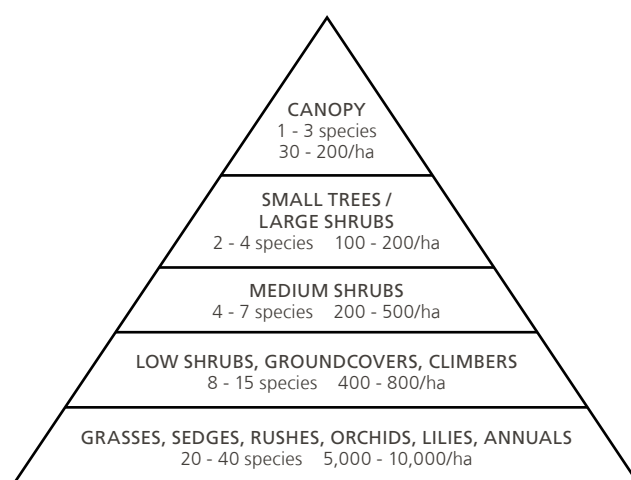 CANOPY
1 - 3 species
30 - 200/ha
SMALL TREES /
LARGE SHRUBS
2 - 4 species 100 - 200/ha
MEDIUM SHRUBS
4 - 7 species 200 - 500/ha
LOW SHRUBS, GROUNDCOVERS, CLIMBERS
8 - 15 species 400 - 800/ha
GRASSES, SEDGES, RUSHES, ORCHIDS, LILIES, ANNUALS
20 - 40 species 5,000 - 10,000/ha